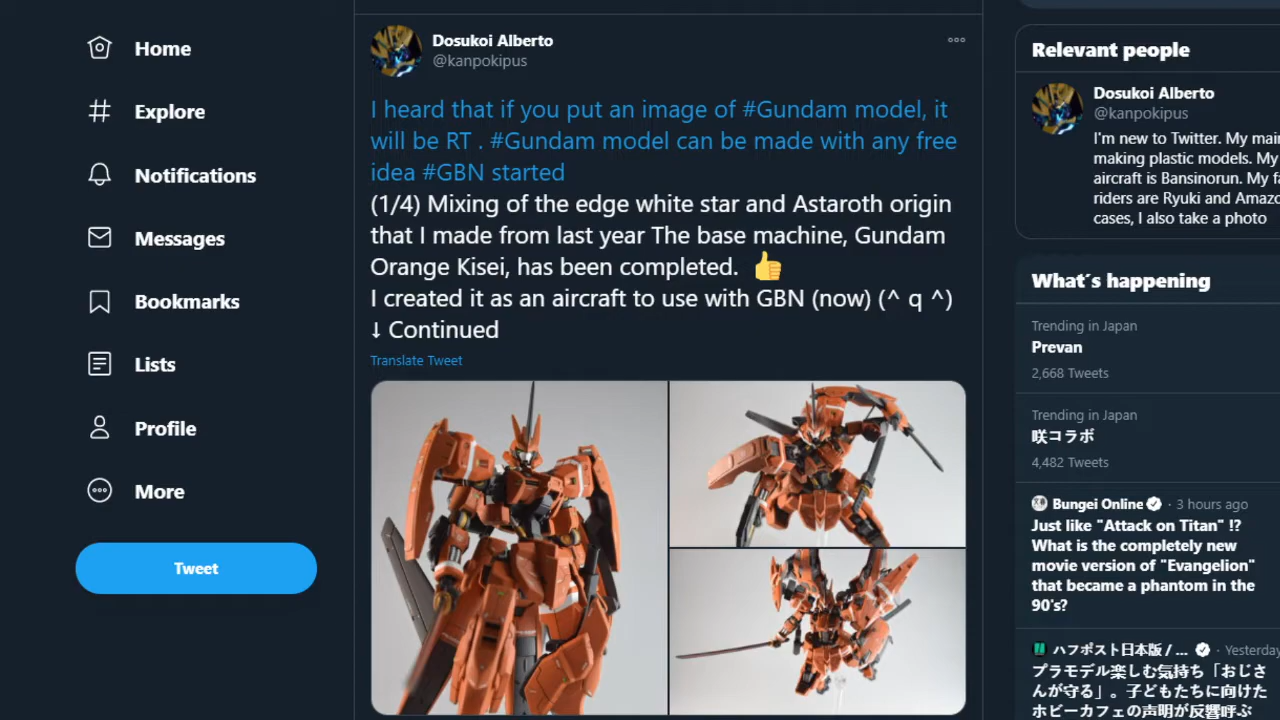 Home
Explore
Notifications
Messages
Bookmarks
Lists
Profile
More
Tweet
Dosukoi Alberto
@kanpokipus
I heard that if you put an image of #Gundam model, it
will be RT . #Gundam model can be made with any free
idea #GBN started
(1/4) Mixing of the edge white star and Astaroth origin
that I made from last year The base machine, Gundam
Orange Kisei, has been completed. 👍
I created it as an aircraft to use with GBN (now) (^ q ^)
↓ Continued
Translate Tweet
Relevant people
Dosukoi Alberto
@kanpokipus
I'm new to Twitter. My mai
making plastic models. My
aircraft is Bansinorun. My fa
riders are Ryuki and Amazo
cases, I also take a photo
What´s happening
Trending in Japan
Prevan
2,668 Tweets
Trending in Japan
咲コラボ
4,482 Tweets
Bungei Online · 3 hours ago
Just like "Attack on Titan" !?
What is the completely new
movie version of "Evangelion"
that became a phantom in the
90's?
ハフポスト日本版 / ... · Yesterday
プラモデル楽しむ気持ち「おじさ
んが守る」。子どもたちに向けた
ホビーカフェの声明が反響呼ぶ